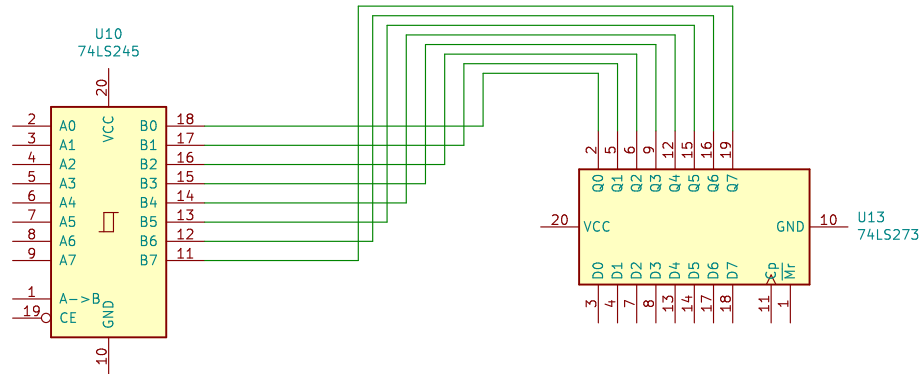 U10
74LS245
20
VCC
2 A0 B0 18
3 A1 B1 17
4 A2 B2 16
5 A3 B3 15
6 A4 B4 14
7 A5 B5 13
8 A6 B6 12
9 A7 B7 11
1 A->B
19 CE
GND
10
2 5 6 9 12 15 16 19
Q0 Q1 Q2 Q3 Q4 Q5 Q6 Q7
20 VCC GND 10
U13
74LS273
D0 D1 D2 D3 D4 D5 D6 D7 Cp Mr
3 4 7 8 13 14 17 18 11 1